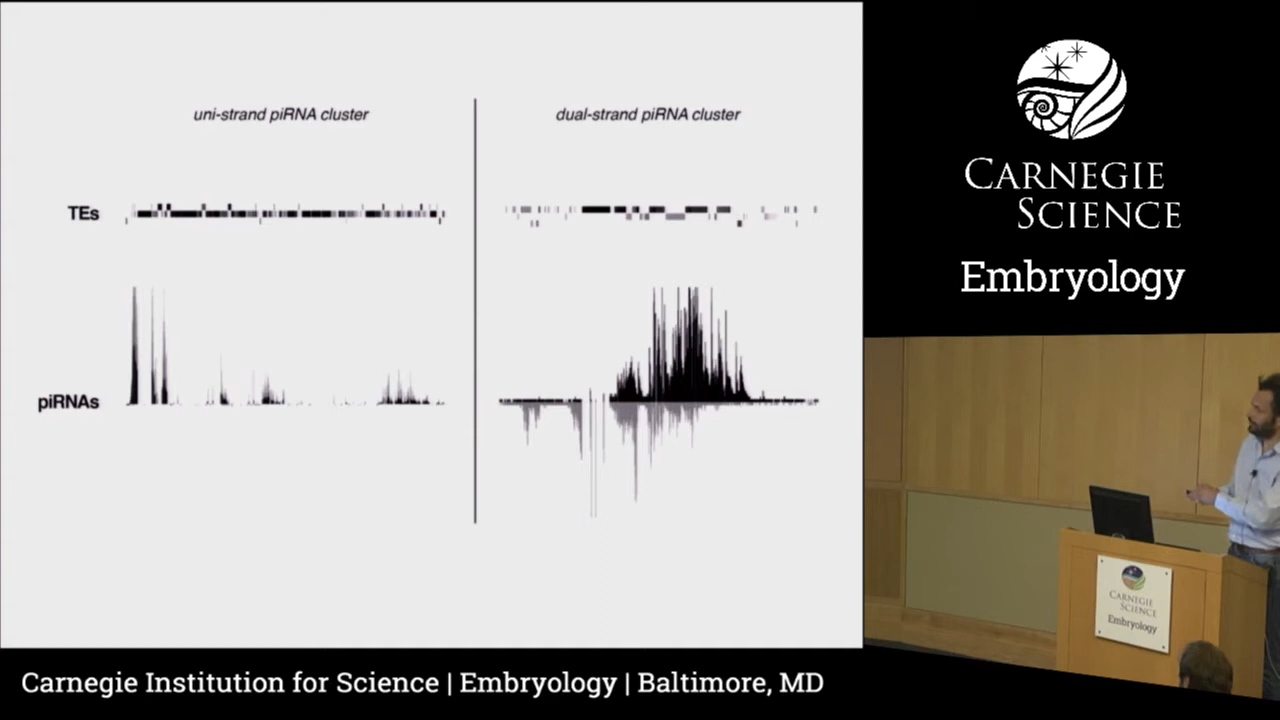 uni-strand piRNA cluster
dual-strand piRNA cluster
TEs
piRNAs
CARNEGIE
SCIENCE
Embryology
CARNEGIE
SCIENCE
Embryology
Carnegie Institution for Science | Embryology | Baltimore, MD